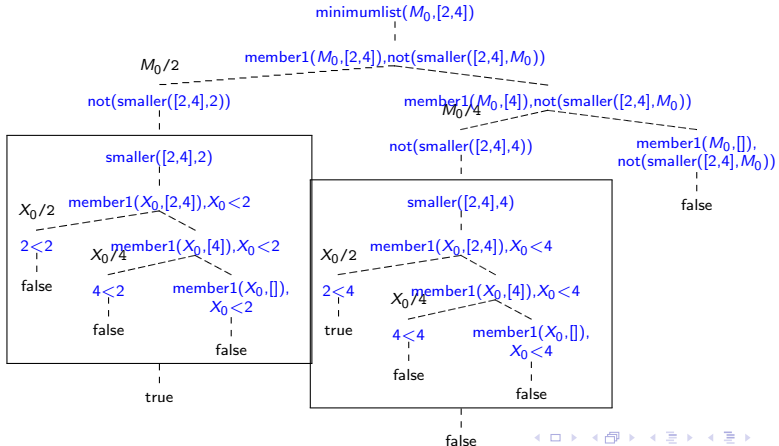 minimumlist(M₀,[2,4])
member1(M₀,[2,4]),not(smaller([2,4],M₀))
M₀/2
not(smaller([2,4],2))
member1(M₀,[4]),not(smaller([2,4],M₀))
M₀/4
not(smaller([2,4],4))
member1(M₀,[]),
not(smaller([2,4],M₀))
false
smaller([2,4],2)
member1(X₀,[2,4]),X₀<2
X₀/2
2<2
false
member1(X₀,[4]),X₀<2
X₀/4
4<2
false
member1(X₀,[]),
X₀<2
false
true
smaller([2,4],4)
member1(X₀,[2,4]),X₀<4
X₀/2
2<4
true
member1(X₀,[4]),X₀<4
X₀/4
4<4
false
member1(X₀,[]),
X₀<4
false
false